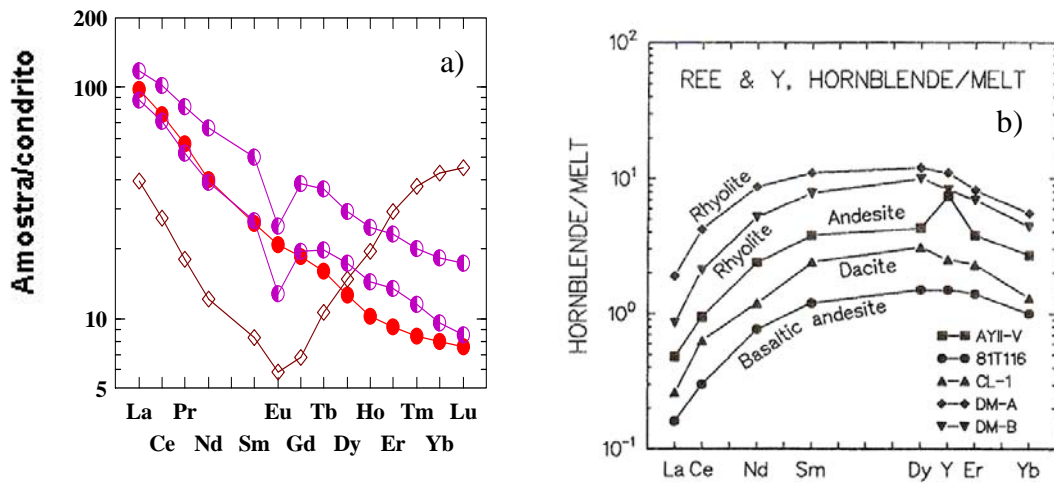 200
100
10
5
Amostra/condrito
a)
La Pr Eu Tb Ho Tm Lu
Ce Nd Sm Gd Dy Er Yb
b)
10²
10¹
10⁰
10⁻¹
HORNBLENDE/MELT
REE & Y, HORNBLENDE/MELT
Rhyolite
Rhyolite
Andesite
Dacite
Basaltic andesite
AYII-V
81T116
CL-1
DM-A
DM-B
La Ce Nd Sm Dy Y Er Yb